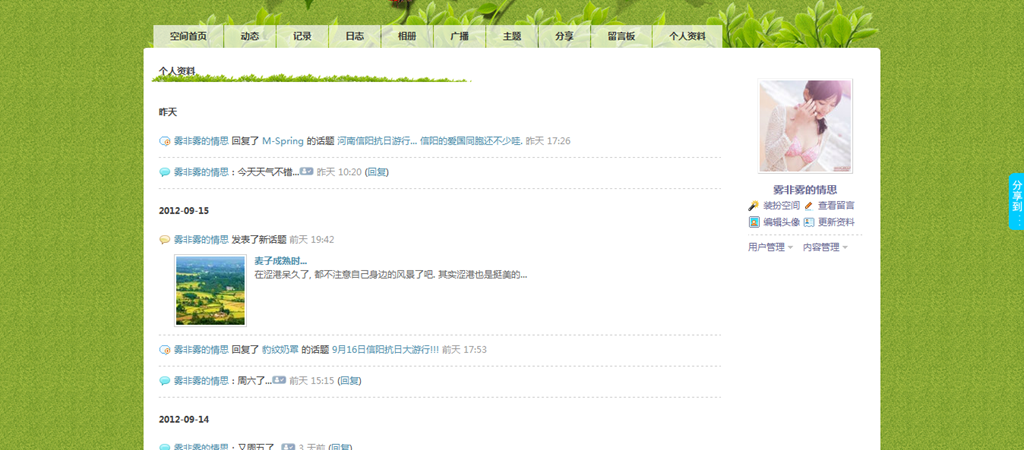 空间首页 动态 记录 日志 相册 广播 主题 分享 留言板 个人资料
个人资料
昨天
雾非雾的情思 回复了 M-Spring 的话题 河南信阳抗日游行... 信阳的爱国同胞还不少哇. 昨天 17:26
雾非雾的情思 : 今天天气不错... 昨天 10:20 (回复)
2012-09-15
雾非雾的情思 发表了新话题 前天 19:42
麦子成熟时...
在涩港呆久了, 都不注意自己身边的风景了吧. 其实涩港也是挺美的...
雾非雾的情思 回复了 豹纹奶罩 的话题 9月16日信阳抗日大游行!!! 前天 17:53
雾非雾的情思 : 周六了... 前天 15:15 (回复)
2012-09-14
雾非雾的情思 : 又周五了... 3 天前 (回复)
雾非雾的情思
装扮空间 查看留言
编辑头像 更新资料
用户管理 内容管理
分享到